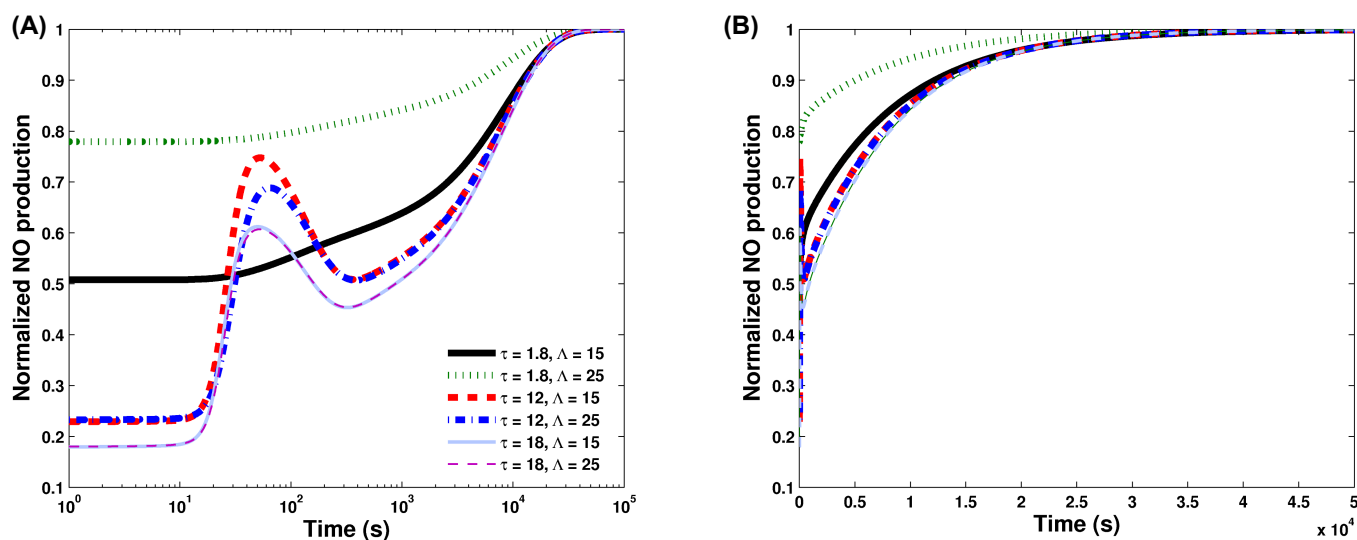 (A)
Normalized NO production
1
0.9
0.8
0.7
0.6
0.5
0.4
0.3
0.2
0.1
10^0
10^1
10^2
10^3
10^4
10^5
Time (s)
τ = 1.8, Λ = 15
τ = 1.8, Λ = 25
τ = 12, Λ = 15
τ = 12, Λ = 25
τ = 18, Λ = 15
τ = 18, Λ = 25
(B)
Normalized NO production
1
0.9
0.8
0.7
0.6
0.5
0.4
0.3
0.2
0.1
0
0.5
1
1.5
2
2.5
3
3.5
4
4.5
5
Time (s)
x 10^4